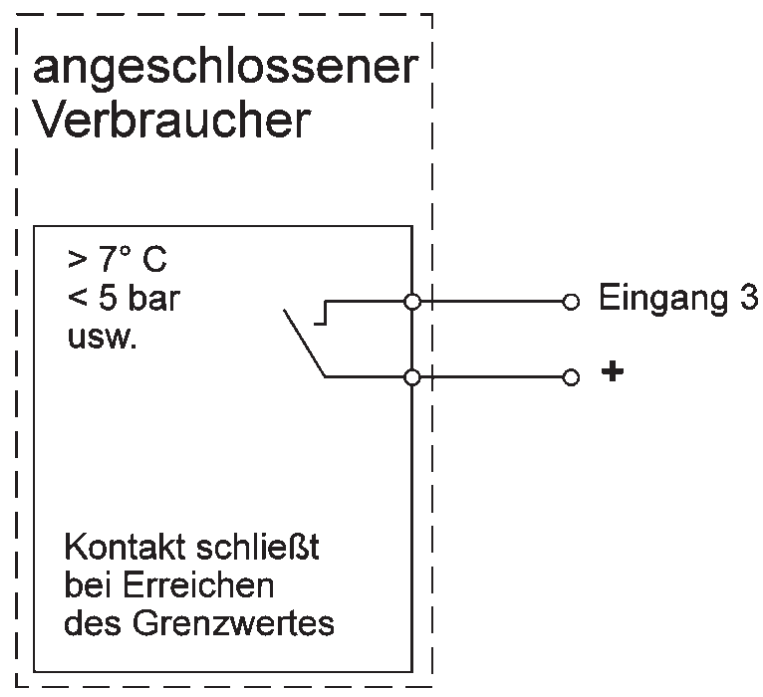 angeschlossener
Verbraucher
> 7° C
< 5 bar
usw.
Eingang 3
+
Kontakt schließt
bei Erreichen
des Grenzwertes